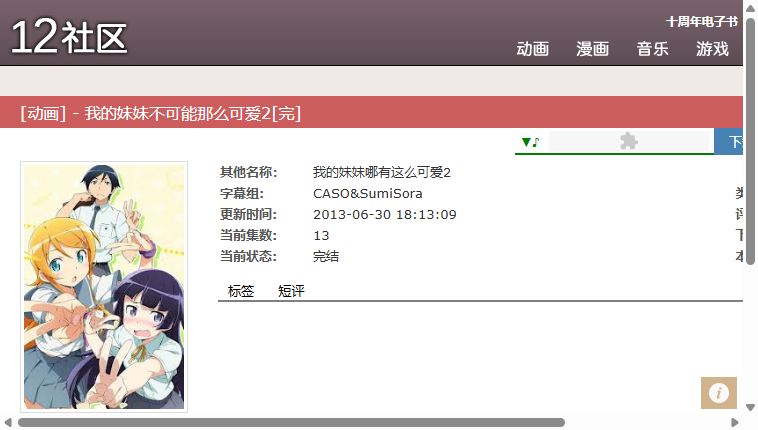 12社区
十周年电子书
动画 漫画 音乐 游戏
[动画] - 我的妹妹不可能那么可爱2[完]
▼♪
下
其他名称: 我的妹妹哪有这么可爱2
字幕组: CASO&SumiSora
更新时间: 2013-06-30 18:13:09
当前集数: 13
当前状态: 完结
标签 短评